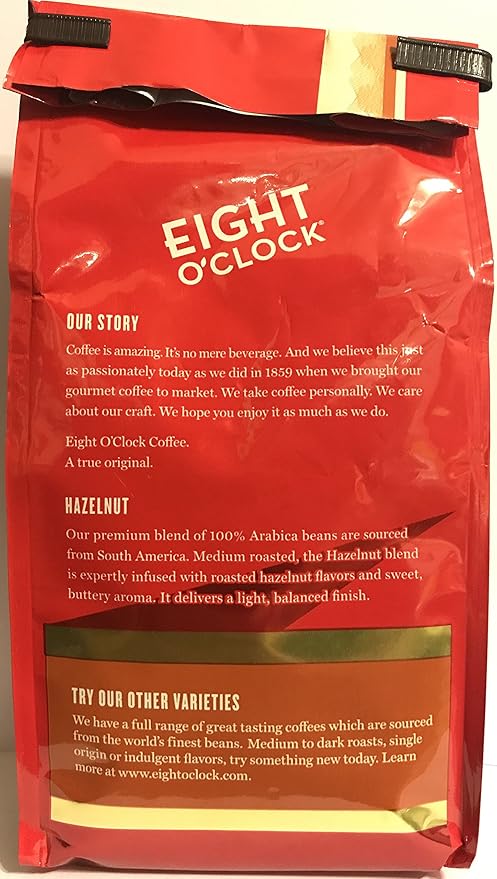 EIGHT
O'CLOCK®
OUR STORY
Coffee is amazing. It's no mere beverage. And we believe this just
as passionately today as we did in 1859 when we brought our
gourmet coffee to market. We take coffee personally. We care
about our craft. We hope you enjoy it as much as we do.
Eight O'Clock Coffee.
A true original.
HAZELNUT
Our premium blend of 100% Arabica beans are sourced
from South America. Medium roasted, the Hazelnut blend
is expertly infused with roasted hazelnut flavors and sweet,
buttery aroma. It delivers a light, balanced finish.
TRY OUR OTHER VARIETIES
We have a full range of great tasting coffees which are sourced
from the world's finest beans. Medium to dark roasts, single
origin or indulgent flavors, try something new today. Learn
more at www.eightoclock.com.